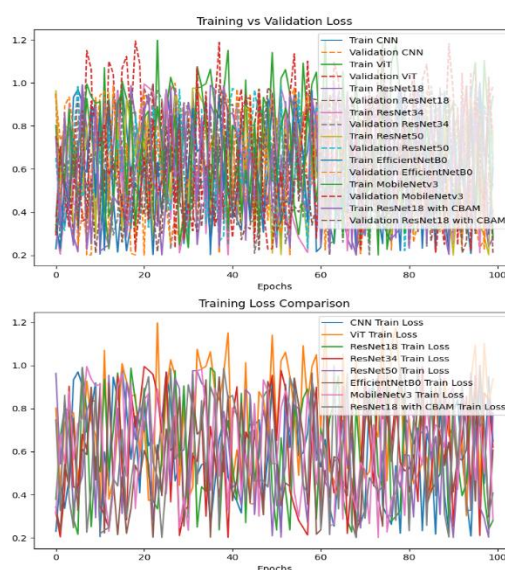 Training vs Validation Loss
1.2
1.0
0.8
0.6
0.4
0.2
Train CNN
Validation CNN
Train ViT
Validation ViT
Train ResNet18
Validation ResNet18
Train ResNet34
Validation ResNet34
Train ResNet50
Validation ResNet50
Train EfficientNetB0
Validation EfficientNetB0
Train MobileNetv3
Validation MobileNetv3
Train ResNet18 with CBAM
Validation ResNet18 with CBAM
0 20 40 60 80 100
Epochs
Training Loss Comparison
1.2
1.0
0.8
0.6
0.4
0.2
CNN Train Loss
ViT Train Loss
ResNet18 Train Loss
ResNet34 Train Loss
ResNet50 Train Loss
EfficientNetB0 Train Loss
MobileNetv3 Train Loss
ResNet18 with CBAM Train Loss
0 20 40 60 80 100
Epochs